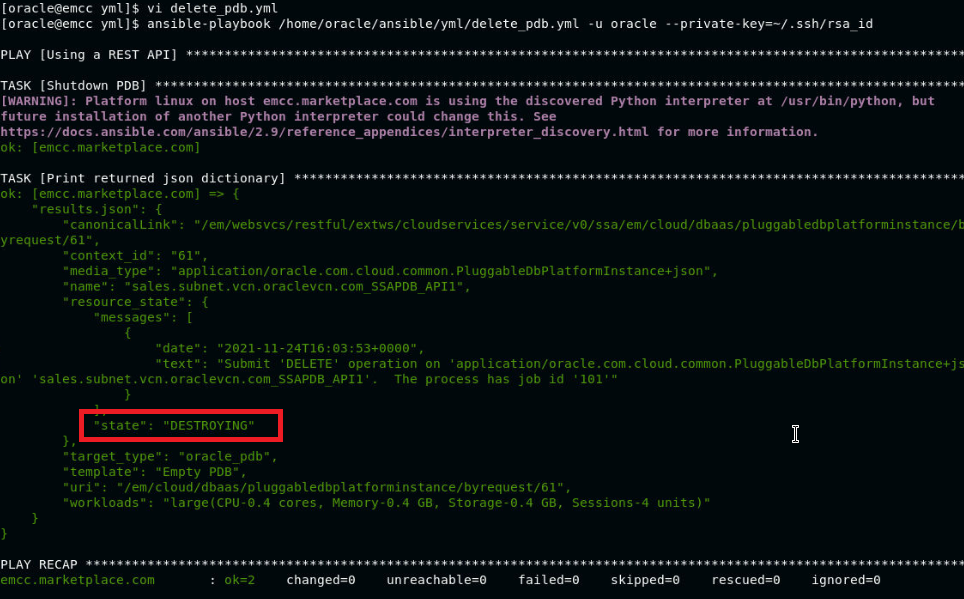 [oracle@emcc yml]$ vi delete_pdb.yml
[oracle@emcc yml]$ ansible-playbook /home/oracle/ansible/yml/delete_pdb.yml -u oracle --private-key=~/.ssh/rsa_id
PLAY [Using a REST API] ****************************************************************************************************
TASK [Shutdown PDB] ********************************************************************************************************
[WARNING]: Platform linux on host emcc.marketplace.com is using the discovered Python interpreter at /usr/bin/python, but
future installation of another Python interpreter could change this. See
https://docs.ansible.com/ansible/2.9/reference_appendices/interpreter_discovery.html for more information.
ok: [emcc.marketplace.com]
TASK [Print returned json dictionary] **************************************************************************************
ok: [emcc.marketplace.com] => {
    "results.json": {
        "canonicalLink": "/em/websvcs/restful/extws/cloudservices/service/v0/ssa/em/cloud/dbaas/pluggabledbplatforminstance/b
yrequest/61",
        "context_id": "61",
        "media_type": "application/oracle.com.cloud.common.PluggableDbPlatformInstance+json",
        "name": "sales.subnet.vcn.oraclevcn.com_SSAPDB_API1",
        "resource_state": {
            "messages": [
                {
                    "date": "2021-11-24T16:03:53+0000",
                    "text": "Submit 'DELETE' operation on 'application/oracle.com.cloud.common.PluggableDbPlatformInstance+js
on' 'sales.subnet.vcn.oraclevcn.com_SSAPDB_API1'.  The process has job id '101'"
                }
            ],
            "state": "DESTROYING"
        },
        "target_type": "oracle_pdb",
        "template": "Empty PDB",
        "uri": "/em/cloud/dbaas/pluggabledbplatforminstance/byrequest/61",
        "workloads": "large(CPU-0.4 cores, Memory-0.4 GB, Storage-0.4 GB, Sessions-4 units)"
    }
}
PLAY RECAP *****************************************************************************************************************
emcc.marketplace.com       : ok=2    changed=0    unreachable=0    failed=0    skipped=0    rescued=0    ignored=0